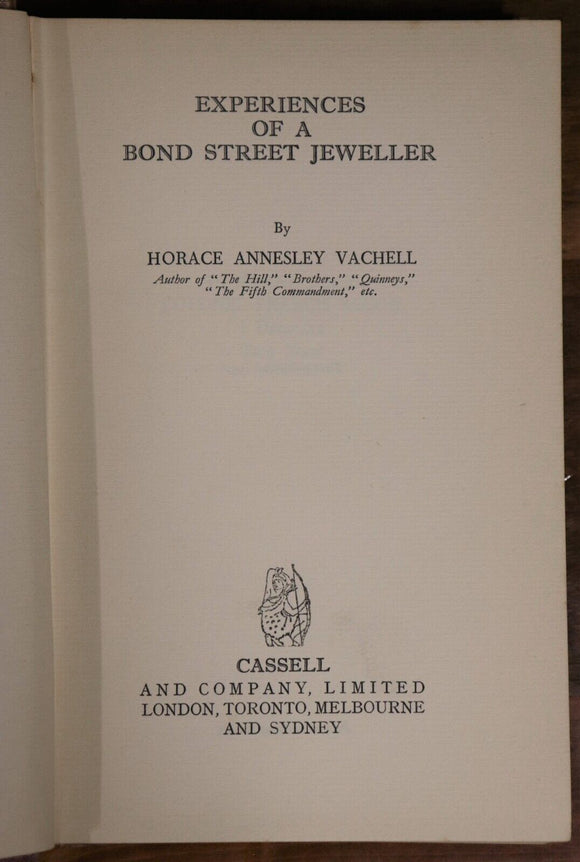 EXPERIENCES
OF A
BOND STREET JEWELLER
By
HORACE ANNESLEY VACHELL
Author of "The Hill," "Brothers," "Quinneys,"
"The Fifth Commandment," etc.
CASSELL
AND COMPANY, LIMITED
LONDON, TORONTO, MELBOURNE
AND SYDNEY